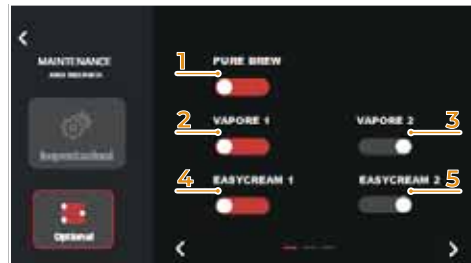 MAINTENANCE
1 PURE BREW
2 VAPORE 1
VAPORE 2 3
4 EASYCREAM 1
EASYCREAM 2 5
Optional